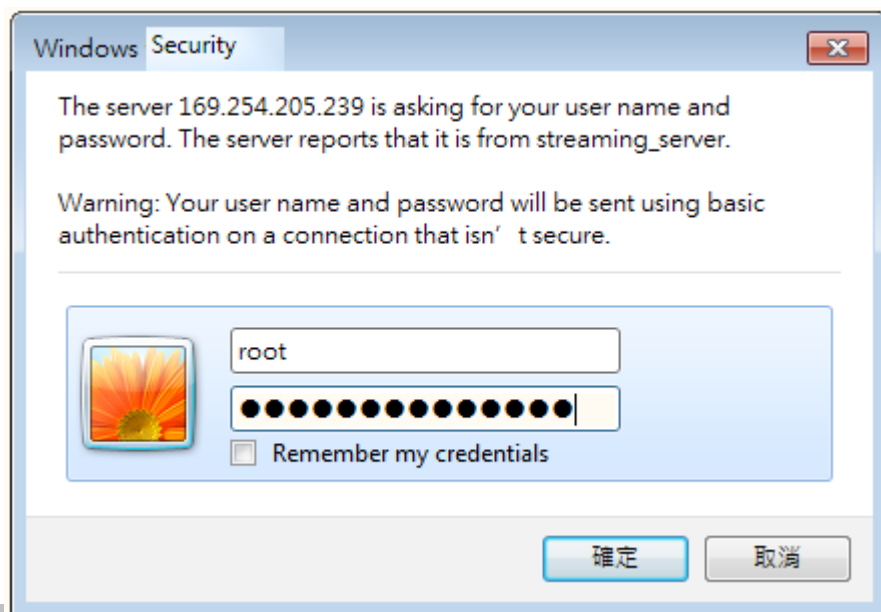 Windows Security
The server 169.254.205.239 is asking for your user name and
password. The server reports that it is from streaming_server.
Warning: Your user name and password will be sent using basic
authentication on a connection that isn’ t secure.
root
●●●●●●●●●●●●●●
Remember my credentials
確定 取消